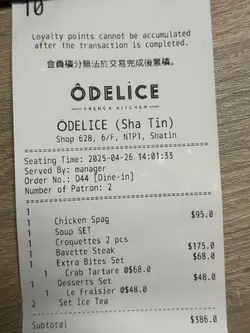 10
Loyalty points cannot be accumulated
after the transaction is completed.
會員積分無法於交易完成後累積。
ÔDELICE
FRENCH KITCHEN
ÔDELICE (Sha Tin)
Shop 628, 6/F, NTP1, Shatin
Seating Time: 2025-04-26 14:01:33
Served By: manager
Order No.: D44 [Dine-in]
Number of Patron: 2
1 Chicken Spag $95.0
1 Soup SET
1 Croquettes 2 pcs
1 Bavette Steak $175.0
1 Extra Bites Set $68.0
1 Crab Tartare @$68.0
1 Desserts Set $48.0
1 Le Fraisier @$48.0
2 Set Ice Tea
Subtotal $386.0